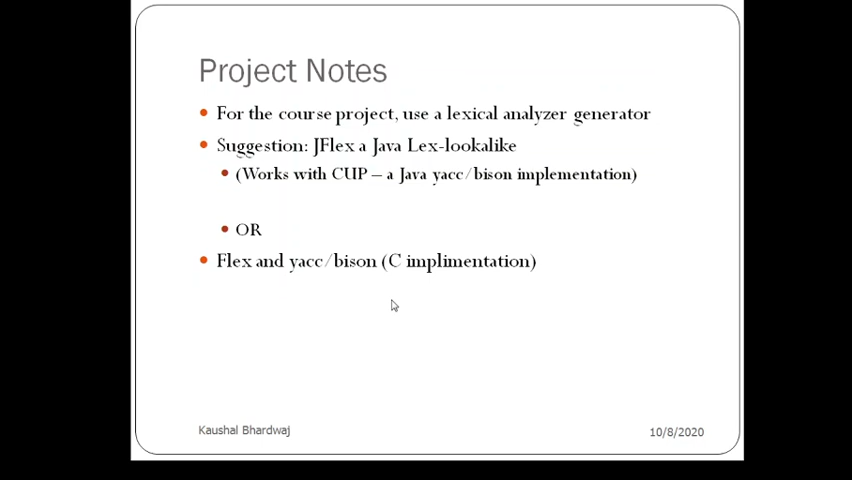 Project Notes
For the course project, use a lexical analyzer generator
Suggestion: JFlex a Java Lex-lookalike
(Works with CUP – a Java yacc/bison implementation)
OR
Flex and yacc/bison (C implimentation)
Kaushal Bhardwaj
10/8/2020